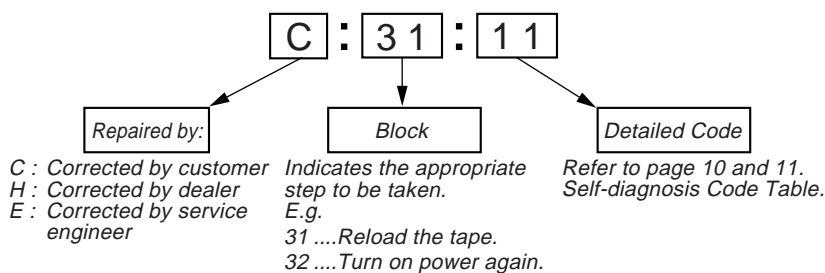 C : 3 1 : 1 1
Repaired by:
C : Corrected by customer
H : Corrected by dealer
E : Corrected by service
engineer
Block
Indicates the appropriate
step to be taken.
E.g.
31 ....Reload the tape.
32 ....Turn on power again.
Detailed Code
Refer to page 10 and 11.
Self-diagnosis Code Table.